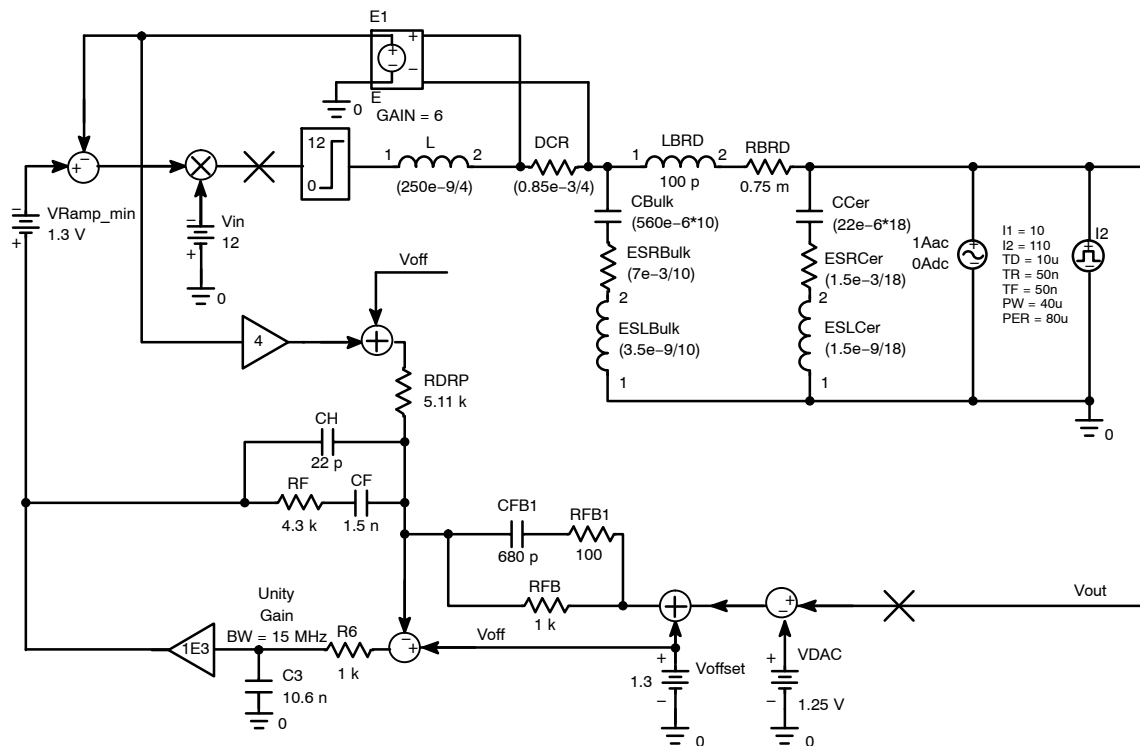 E1
+
+
−
−
E
0
GAIN = 6
12
0
L
1
2
(250e-9/4)
DCR
(0.85e-3/4)
LBRD
1
2
100 p
RBRD
0.75 m
−
+
−
VRamp_min
1.3 V
+
−
Vin
12
+
0
CBulk
(560e-6*10)
ESRBulk
(7e-3/10)
2
ESLBulk
(3.5e-9/10)
1
CCer
(22e-6*18)
ESRCer
(1.5e-3/18)
2
ESLCer
(1.5e-9/18)
1
1Aac
0Adc
I1 = 10
I2 = 110
TD = 10u
TR = 50n
TF = 50n
PW = 40u
PER = 80u
I2
0
Voff
4
RDRP
5.11 k
CH
22 p
RF
4.3 k
CF
1.5 n
CFB1
680 p
RFB1
100
RFB
1 k
Vout
+
−
Unity
Gain
BW = 15 MHz
1E3
R6
1 k
−
+
Voff
C3
10.6 n
0
+
1.3
Voffset
−
0
VDAC
+
−
1.25 V
0